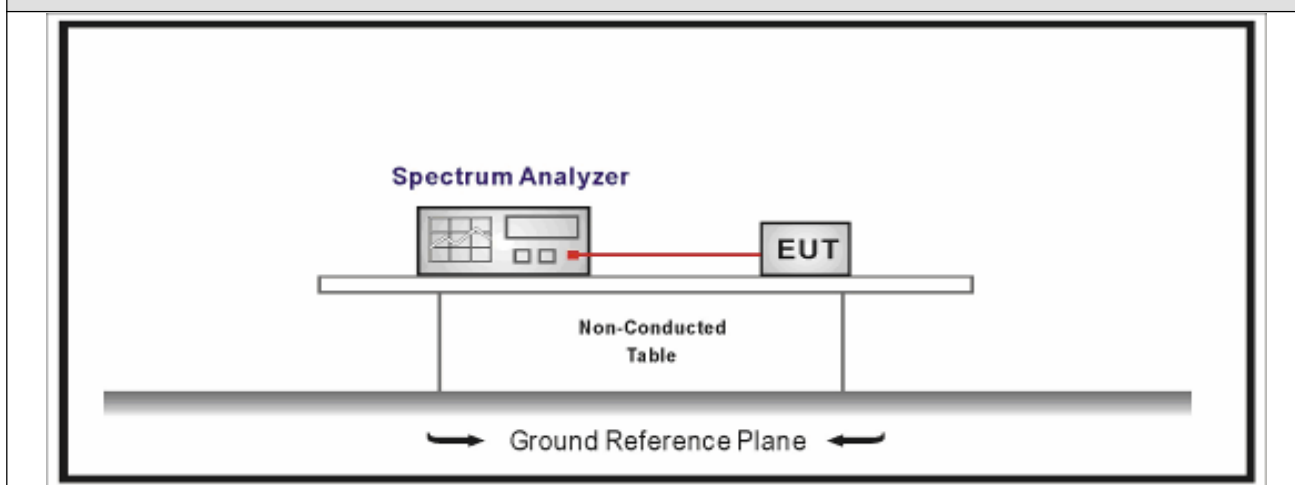 Spectrum Analyzer
EUT
Non-Conducted
Table
Ground Reference Plane